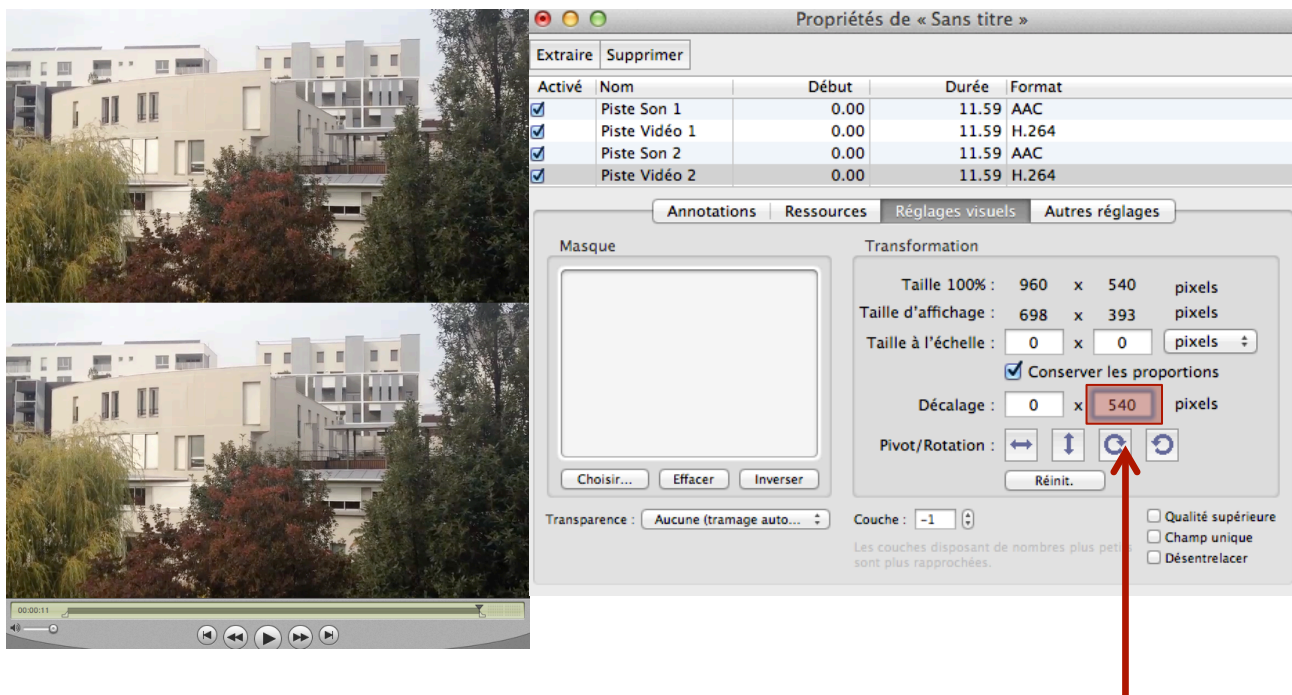 Propriétés de « Sans titre »
Extraire Supprimer
Activé Nom Début Durée Format
Piste Son 1 0.00 11.59 AAC
Piste Vidéo 1 0.00 11.59 H.264
Piste Son 2 0.00 11.59 AAC
Piste Vidéo 2 0.00 11.59 H.264
Annotations Ressources Réglages visuels Autres réglages
Masque
Choisir... Effacer Inverser
Transformation
Taille 100% : 960 x 540 pixels
Taille d'affichage : 698 x 393 pixels
Taille à l'échelle : 0 x 0 pixels
Conserver les proportions
Décalage : 0 x 540 pixels
Pivot/Rotation :
Réinit.
Transparence : Aucune (tramage auto...
Couche : -1
Les couches disposant de nombres plus petits
sont plus rapprochées.
Qualité supérieure
Champ unique
Désentrelacer
00:00:11